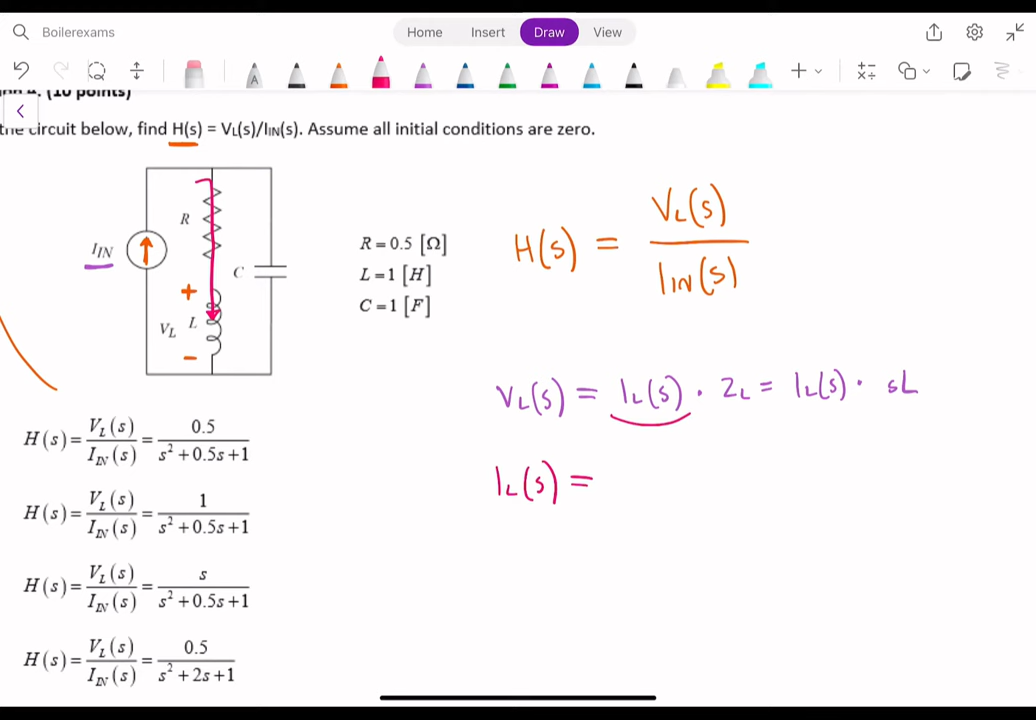 Boilerexams
Home Insert Draw View
A
(10 points)
the circuit below, find H(s) = VL(s)/IIN(s). Assume all initial conditions are zero.
R
IIN
C
+
VL L
−
R = 0.5 [Ω]
L = 1 [H]
C = 1 [F]
H(s) = VL(s) / IIN(s)
VL(s) = IL(s) · ZL = IL(s) · sL
IL(s) =
H(s) = VL(s) / IIN(s) = 0.5 / s² + 0.5s + 1
H(s) = VL(s) / IIN(s) = 1 / s² + 0.5s + 1
H(s) = VL(s) / IIN(s) = s / s² + 0.5s + 1
H(s) = VL(s) / IIN(s) = 0.5 / s² + 2s + 1